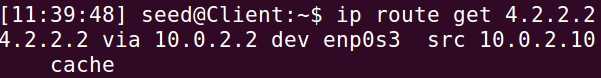 [11:39:48] seed@Client:~$ ip route get 4.2.2.2
4.2.2.2 via 10.0.2.2 dev enp0s3  src 10.0.2.10
    cache